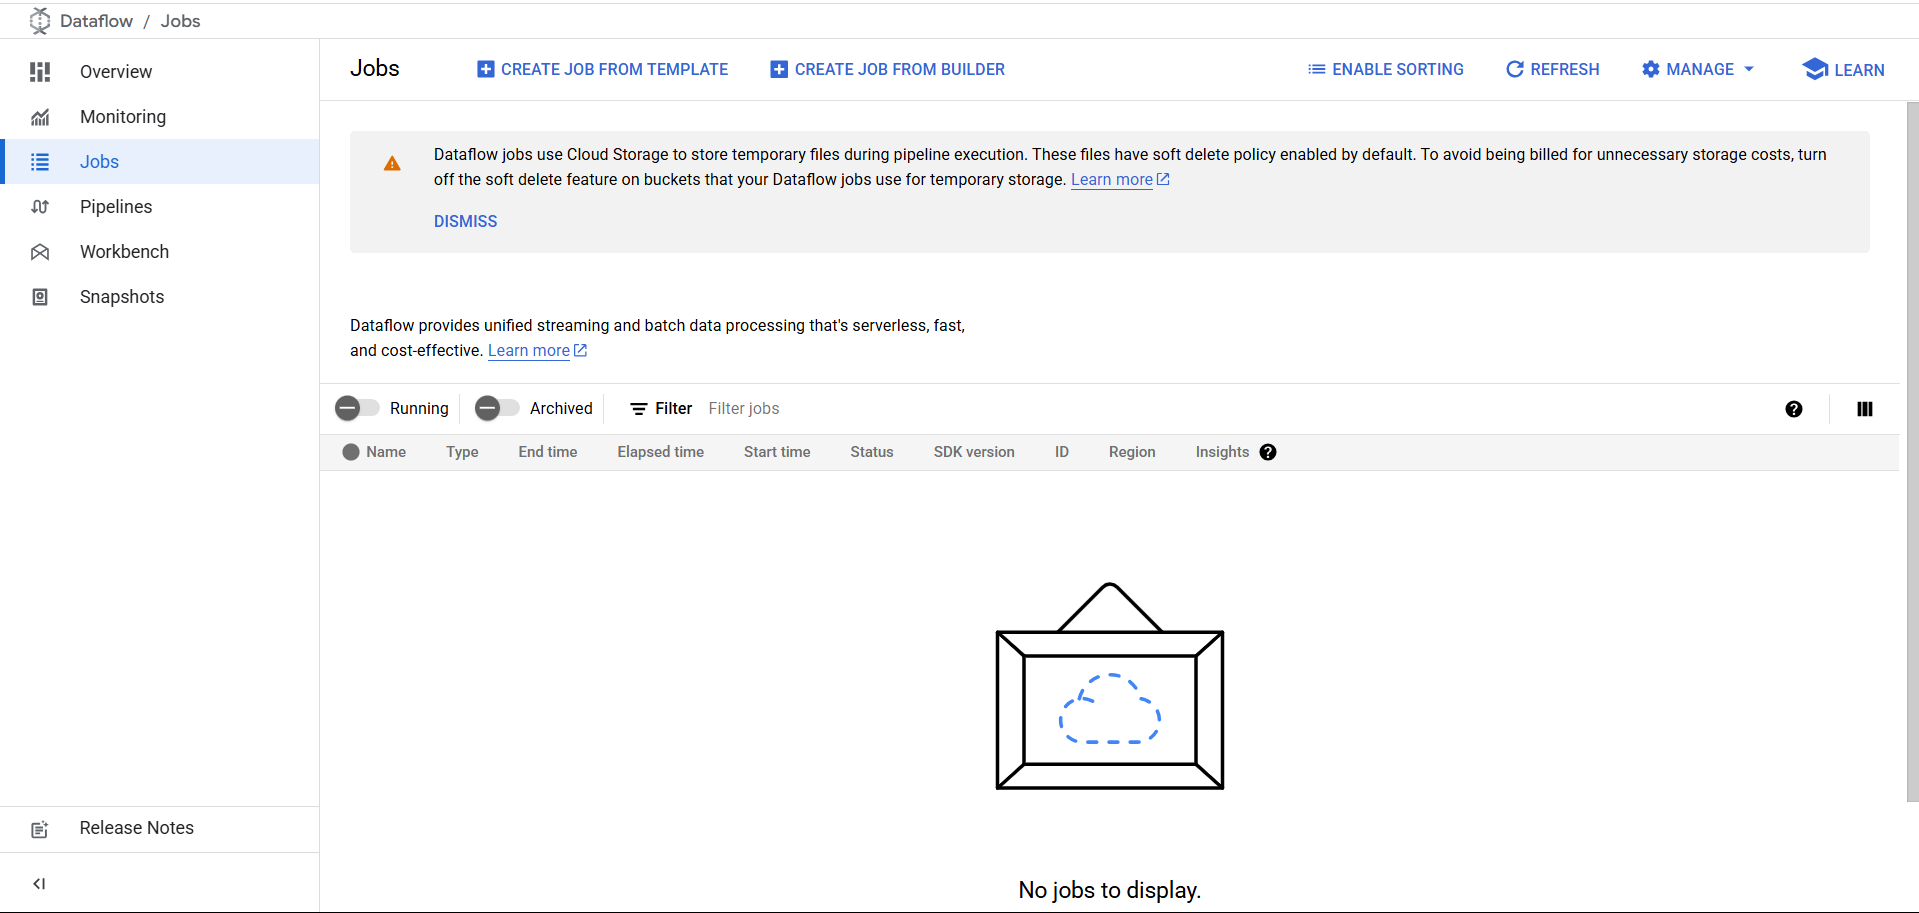 Dataflow / Jobs
Overview
Monitoring
Jobs
Pipelines
Workbench
Snapshots
Release Notes
Jobs
CREATE JOB FROM TEMPLATE
CREATE JOB FROM BUILDER
ENABLE SORTING
REFRESH
MANAGE
LEARN
Dataflow jobs use Cloud Storage to store temporary files during pipeline execution. These files have soft delete policy enabled by default. To avoid being billed for unnecessary storage costs, turn
off the soft delete feature on buckets that your Dataflow jobs use for temporary storage. Learn more
DISMISS
Dataflow provides unified streaming and batch data processing that's serverless, fast,
and cost-effective. Learn more
Running Archived Filter Filter jobs
Name Type End time Elapsed time Start time Status SDK version ID Region Insights
No jobs to display.